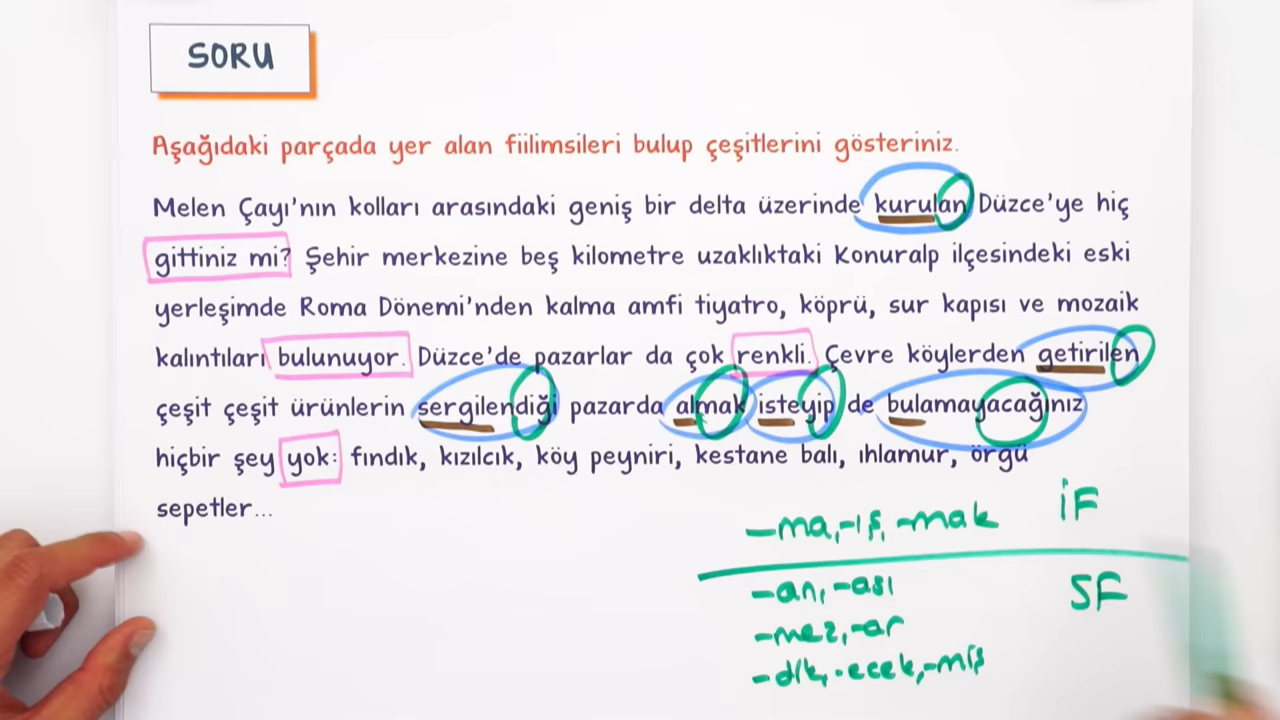 SORU
Aşağıdaki parçada yer alan fiilimsileri bulup çeşitlerini gösteriniz.
Melen Çayı'nın kolları arasındaki geniş bir delta üzerinde kurulan Düzce'ye hiç
gittiniz mi? Şehir merkezine beş kilometre uzaklıktaki Konuralp ilçesindeki eski
yerleşimde Roma Dönemi'nden kalma amfi tiyatro, köprü, sur kapısı ve mozaik
kalıntıları bulunuyor. Düzce'de pazarlar da çok renkli. Çevre köylerden getirilen
çeşit çeşit ürünlerin sergilendiği pazarda almak isteyip de bulamayacağınız
hiçbir şey yok: fındık, kızılcık, köy peyniri, kestane balı, ıhlamur, örgü
sepetler...
-ma, -ış, -mak İF
-an, -ası SF
-mez, -ar
-dik, -ecek, -miş